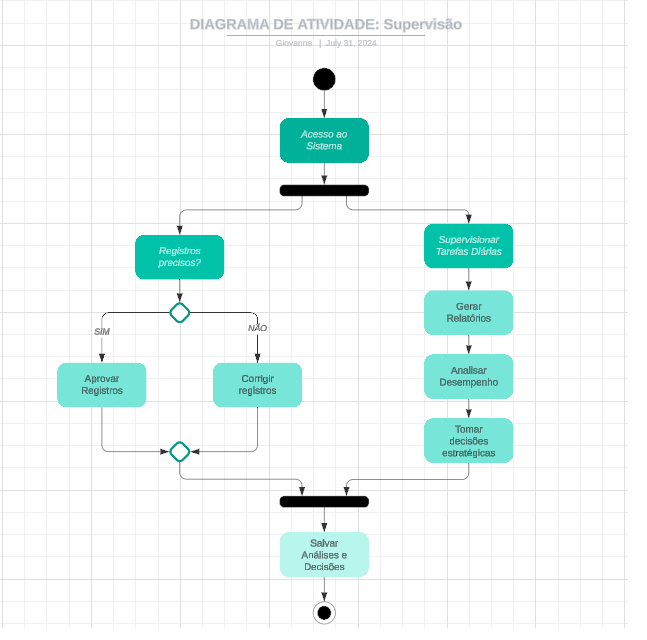 DIAGRAMA DE ATIVIDADE: Supervisão
Giovanna | July 31, 2024
Acesso ao
Sistema
Registros
precisos?
Supervisionar
Tarefas Diárias
SIM
NÃO
Gerar
Relatórios
Aprovar
Registros
Corrigir
registros
Analisar
Desempenho
Tomar
decisões
estratégicas
Salvar
Análises e
Decisões